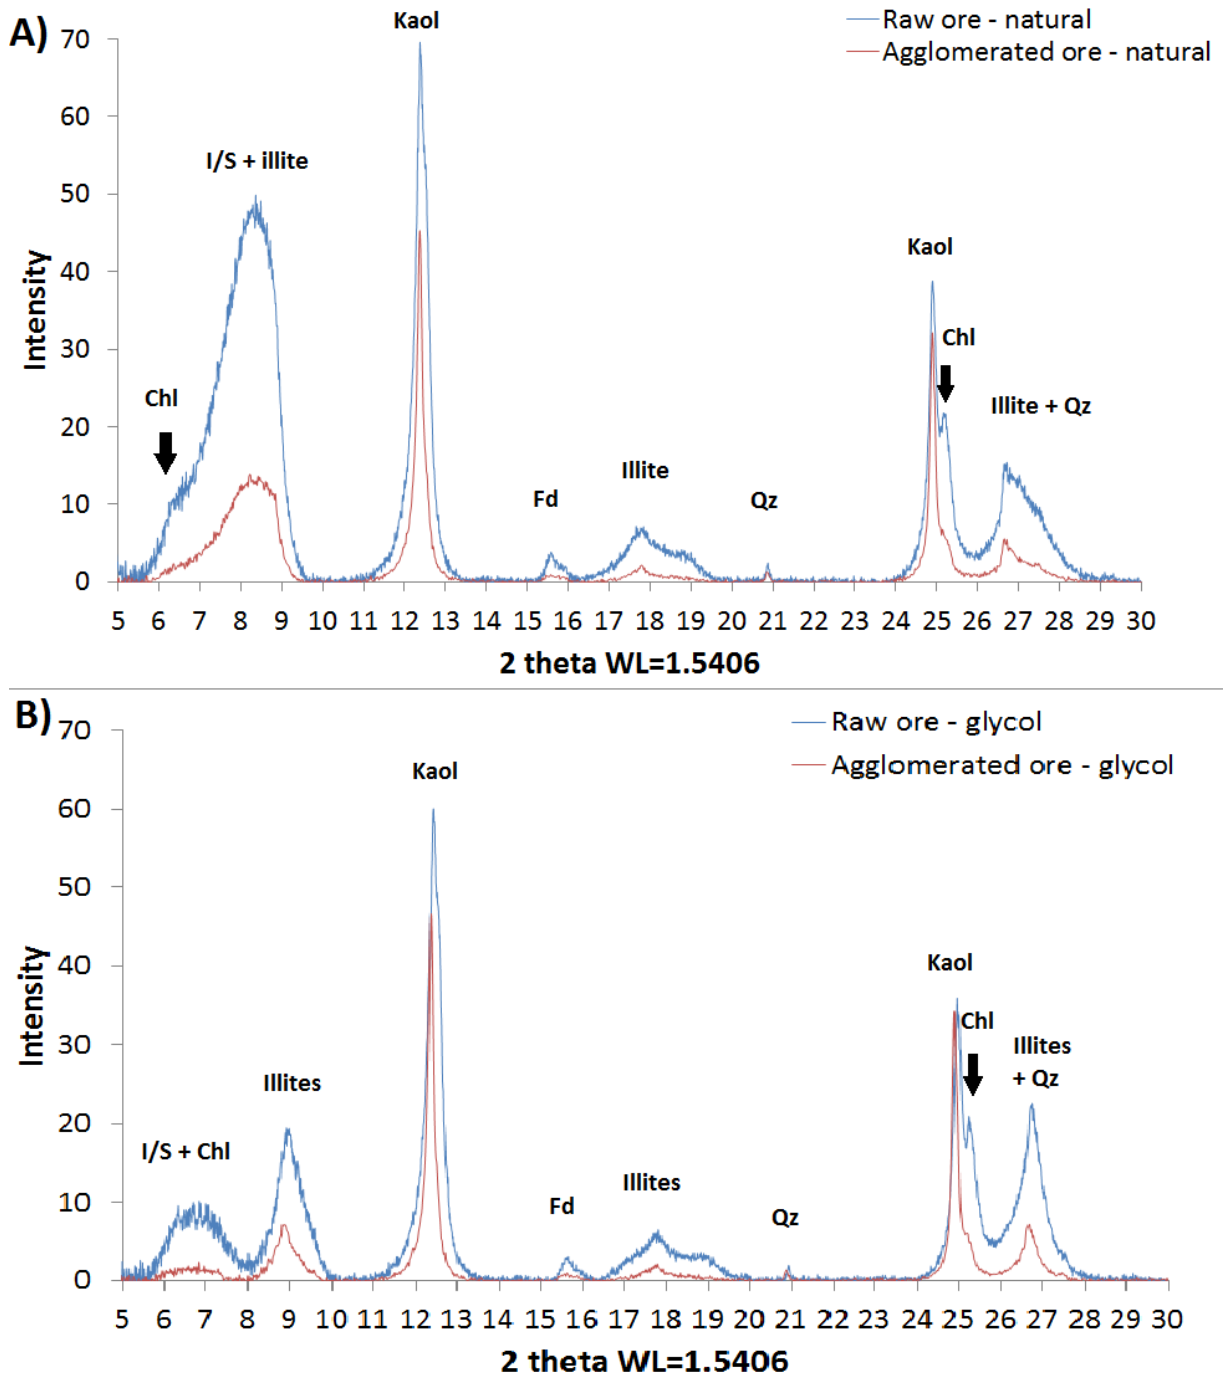 A)
Kaol
Raw ore - natural
Agglomerated ore - natural
70
60
50
40
30
20
10
0
Intensity
I/S + illite
Chl
Kaol
Chl
Illite + Qz
Illite
Fd
Qz
5 6 7 8 9 10 11 12 13 14 15 16 17 18 19 20 21 22 23 24 25 26 27 28 29 30
2 theta WL=1.5406
B)
Raw ore - glycol
Agglomerated ore - glycol
70
60
50
40
30
20
10
0
Intensity
Kaol
Kaol
Chl
Illites
+ Qz
Illites
I/S + Chl
Illites
Fd
Qz
5 6 7 8 9 10 11 12 13 14 15 16 17 18 19 20 21 22 23 24 25 26 27 28 29 30
2 theta WL=1.5406